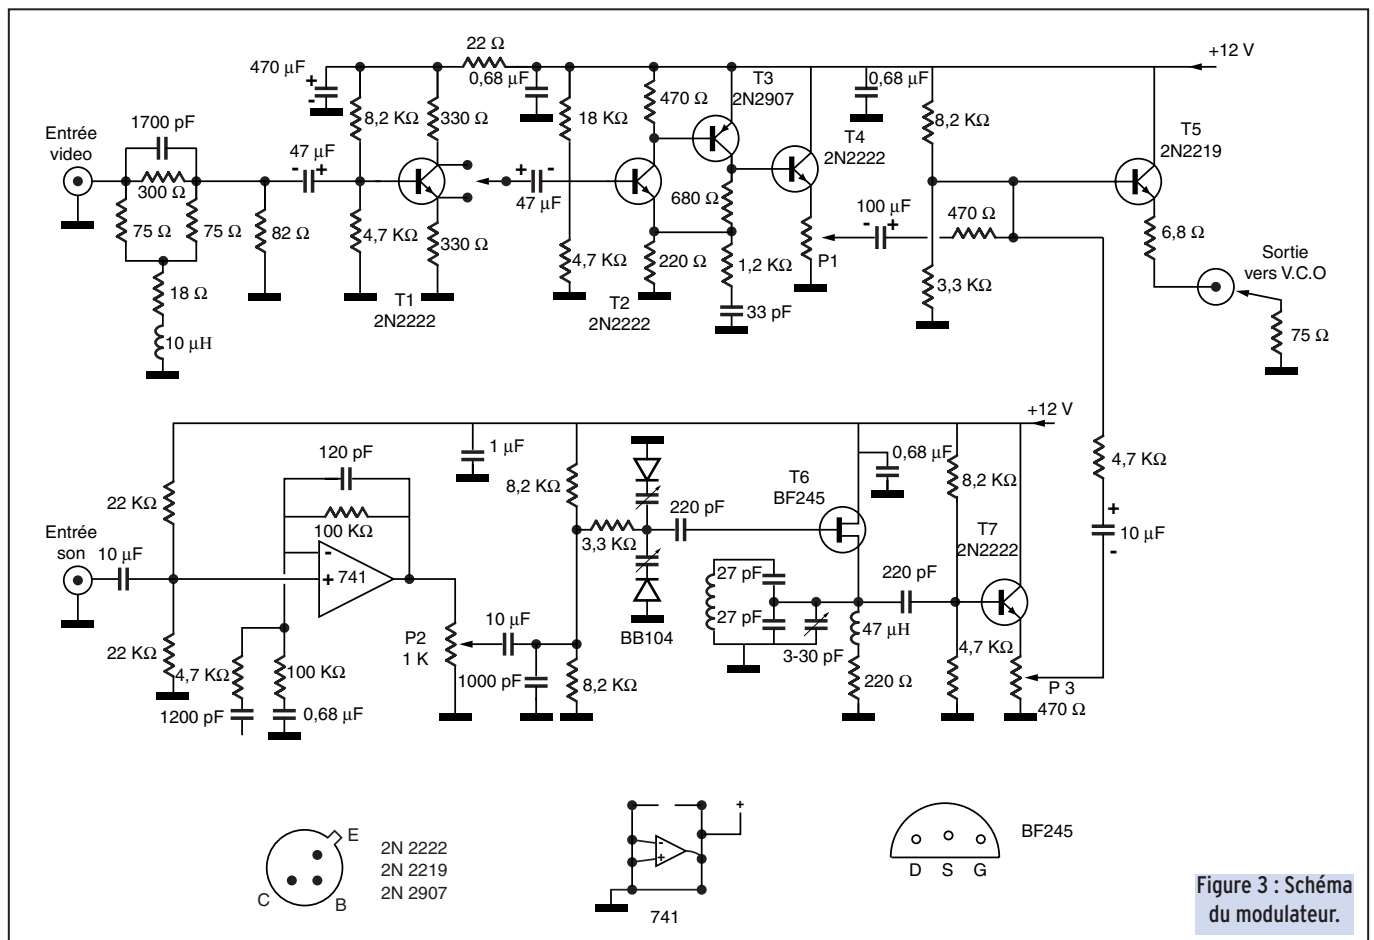 22 Ω
+12 V
470 µF
+
-
0,68 µF
T3
2N2907
0,68 µF
470 Ω
1700 pF
8,2 KΩ
330 Ω
18 KΩ
8,2 KΩ
Entrée
video
T4
2N2222
T5
2N2219
47 µF
- +
+ -
300 Ω
47 µF
680 Ω
100 µF
- +
470 Ω
75 Ω
75 Ω
82 Ω
4,7 KΩ
330 Ω
4,7 KΩ
220 Ω
1,2 KΩ
P1
6,8 Ω
Sortie
vers V.C.O
18 Ω
3,3 KΩ
T1
2N2222
T2
2N2222
33 pF
10 µH
75 Ω
+12 V
120 pF
1 µF
0,68 µF
4,7 KΩ
22 KΩ
8,2 KΩ
T6
BF245
8,2 KΩ
100 KΩ
220 pF
+
10 µF
-
Entrée
son
10 µF
3,3 KΩ
T7
2N2222
-
+ 741
27 pF
220 pF
10 µF
27 pF
47 µH
P2
1 K
BB104
3-30 pF
4,7 KΩ
22 KΩ
4,7 KΩ
100 KΩ
1000 pF
8,2 KΩ
220 Ω
P 3
470 Ω
1200 pF
0,68 µF
+
E
C
B
2N 2222
2N 2219
2N 2907
-
+
741
BF245
D S G
Figure 3 : Schéma
du modulateur.